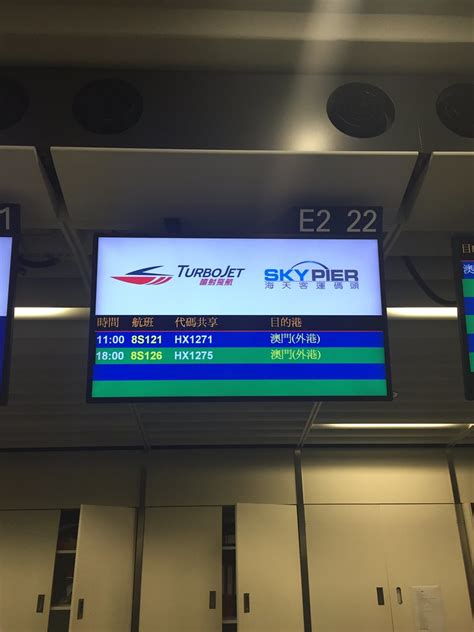 1
E2 22
TURBOJET SKYPIER
噴射飛航 海天客運碼頭
時間 航班 代碼共享 目的港
11:00 8S121 HX1271 澳門(外港)
18:00 8S126 HX1275 澳門(外港)